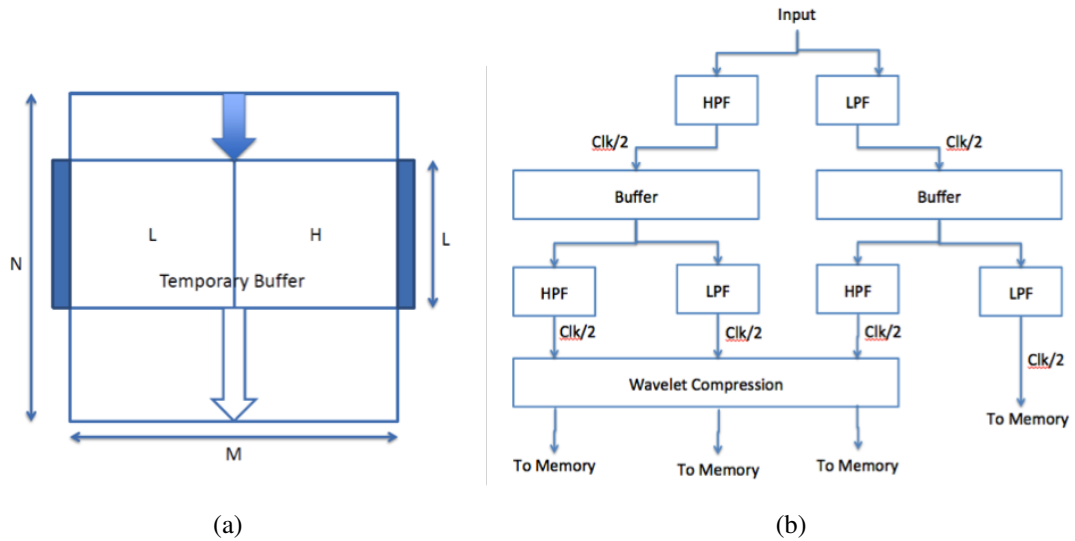 N
L
H
L
Temporary Buffer
M
(a)
Input
HPF
LPF
Clk/2
Clk/2
Buffer
Buffer
HPF
LPF
HPF
LPF
Clk/2
Clk/2
Clk/2
Clk/2
Wavelet Compression
To Memory
To Memory
To Memory
To Memory
(b)